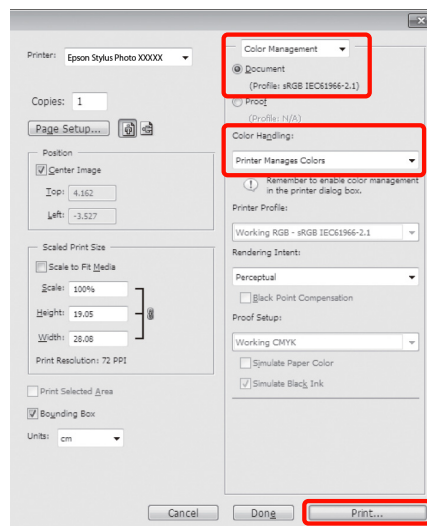 Printer: Epson Stylus Photo XXXXX
Copies: 1
Page Setup...
Position
Center Image
Top: 4.162
Left: -3.527
Scaled Print Size
Scale to Fit Media
Scale: 100%
Height: 19.05
Width: 28.08
Print Resolution: 72 PPI
Print Selected Area
Bounding Box
Units: cm
Color Management
Document
(Profile: sRGB IEC61966-2.1)
Proof
(Profile: N/A)
Color Handling:
Printer Manages Colors
Remember to enable color management
in the printer dialog box.
Printer Profile:
Working RGB - sRGB IEC61966-2.1
Rendering Intent:
Perceptual
Black Point Compensation
Proof Setup:
Working CMYK
Simulate Paper Color
Simulate Black Ink
Cancel
Done
Print...